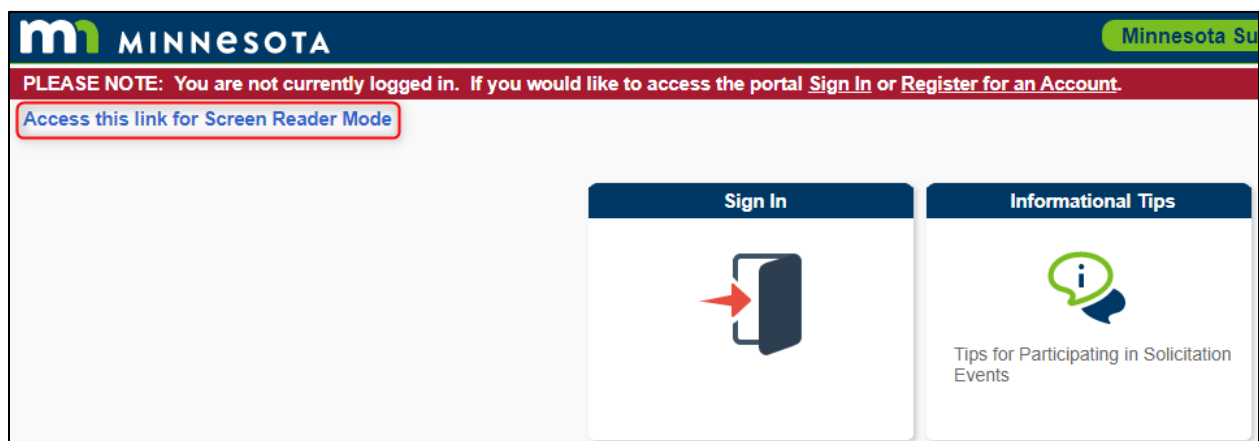 mn MINNESOTA
Minnesota Su
PLEASE NOTE: You are not currently logged in. If you would like to access the portal Sign In or Register for an Account.
Access this link for Screen Reader Mode
Sign In
Informational Tips
i
Tips for Participating in Solicitation
Events